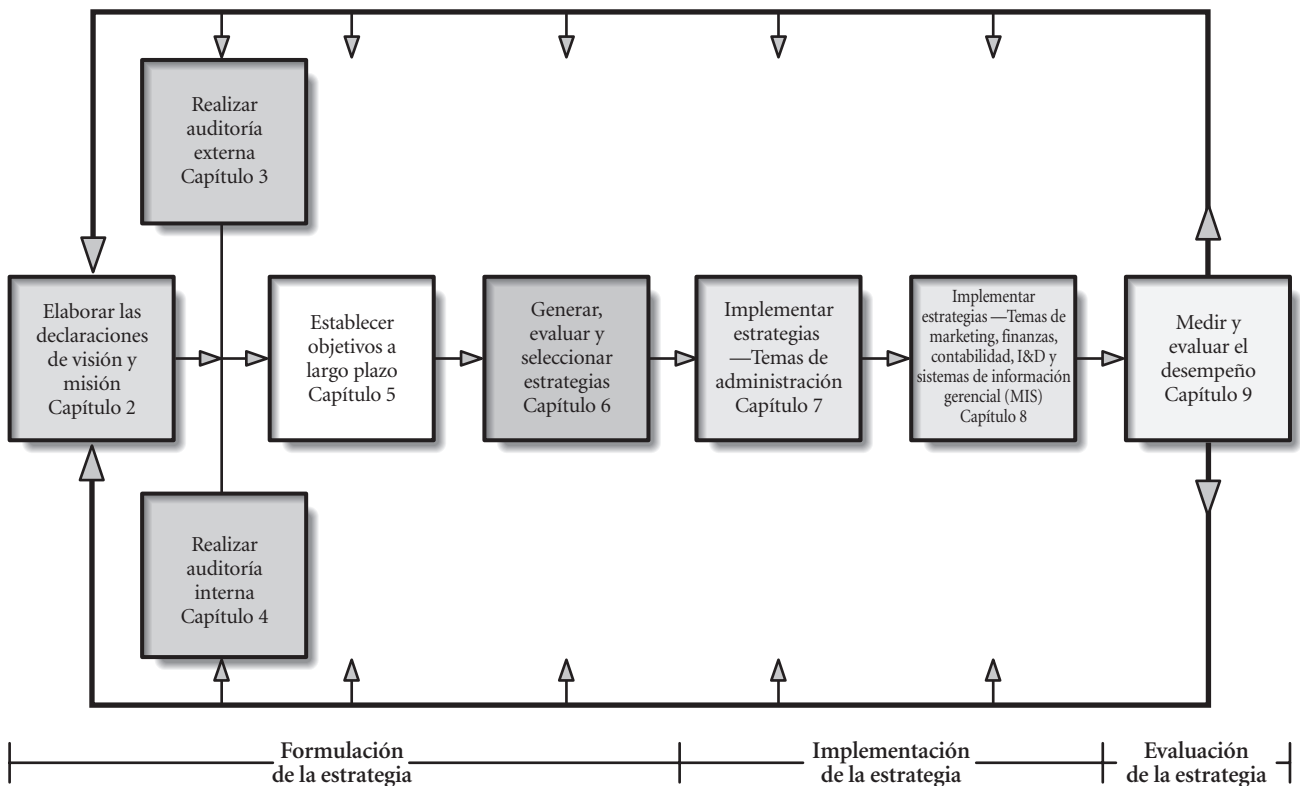 Realizar
auditoría
externa
Capítulo 3
Elaborar las
declaraciones
de visión y
misión
Capítulo 2
Establecer
objetivos a
largo plazo
Capítulo 5
Generar,
evaluar y
seleccionar
estrategias
Capítulo 6
Implementar
estrategias
—Temas de
administración
Capítulo 7
Implementar
estrategias —Temas de
marketing, finanzas,
contabilidad, I&D y
sistemas de información
gerencial (MIS)
Capítulo 8
Medir y
evaluar el
desempeño
Capítulo 9
Realizar
auditoría
interna
Capítulo 4
Formulación
de la estrategia
Implementación
de la estrategia
Evaluación
de la estrategia